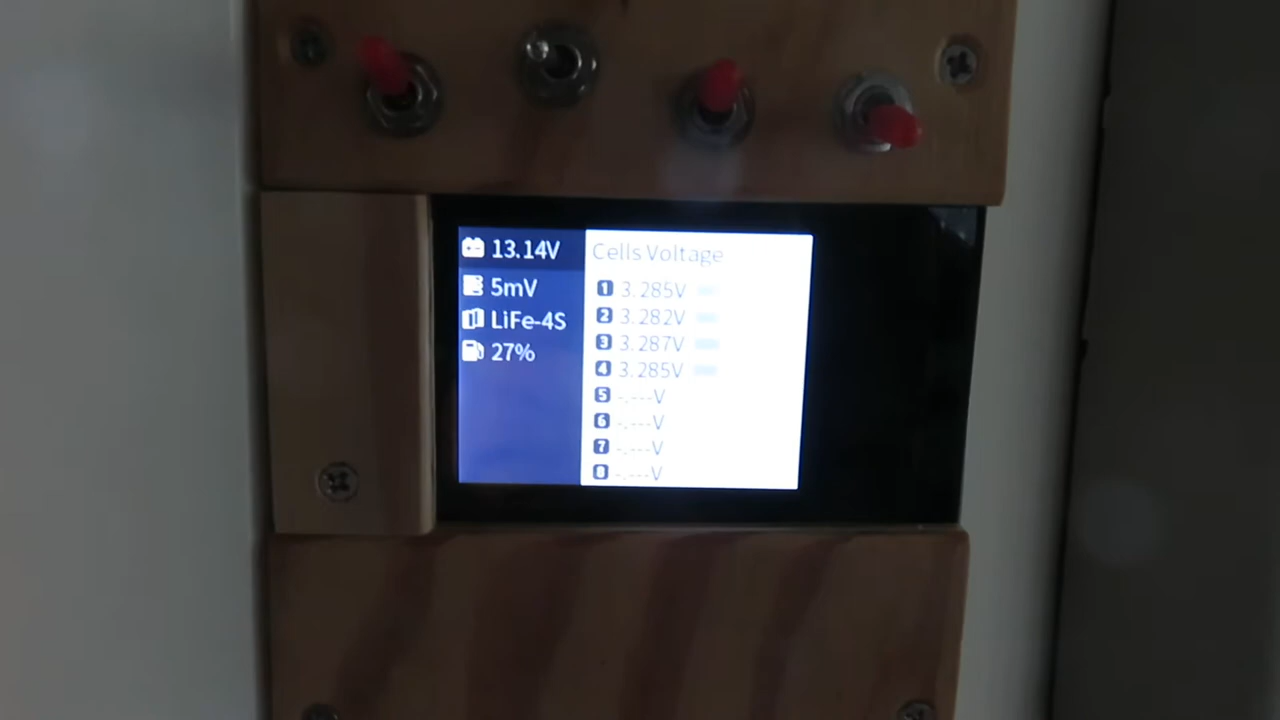 13.14V
5mV
LiFe-4S
27%
Cells Voltage
1 3.285V
2 3.282V
3 3.287V
4 3.285V
5 -.---V
6 -.---V
7 -.---V
8 -.---V